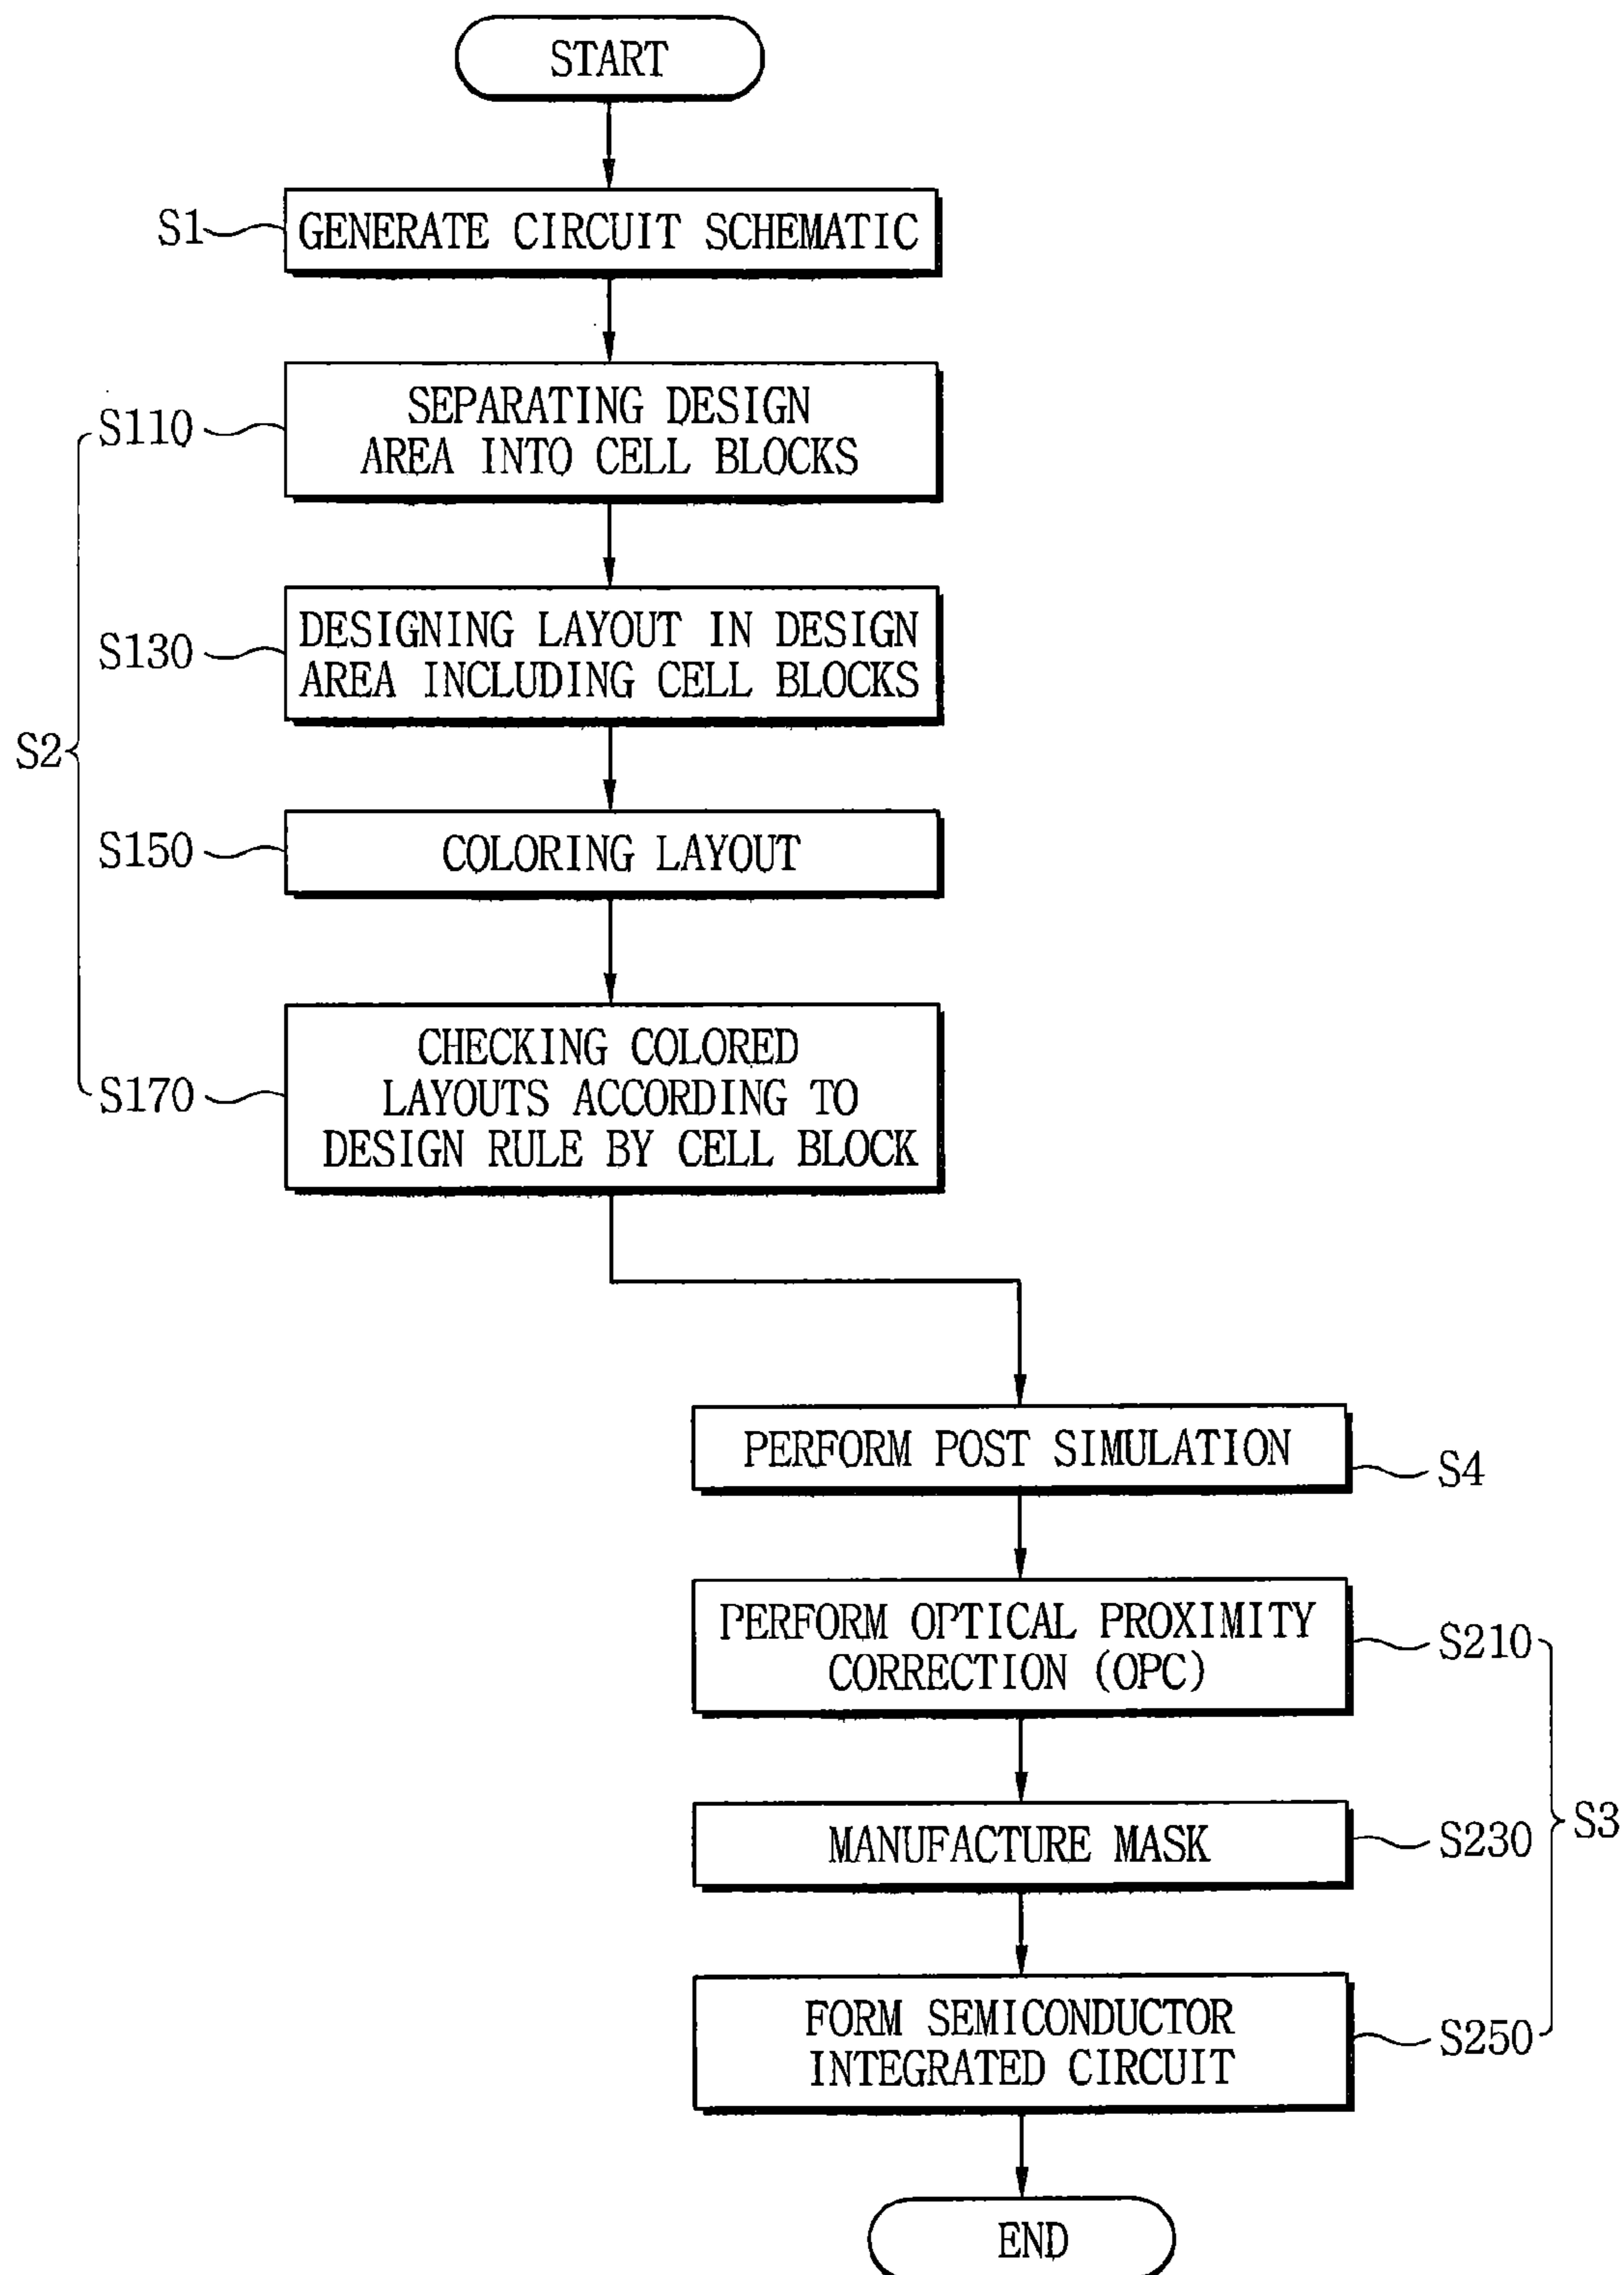 START
S1
GENERATE CIRCUIT SCHEMATIC
S110
SEPARATING DESIGN
AREA INTO CELL BLOCKS
S130
DESIGNING LAYOUT IN DESIGN
AREA INCLUDING CELL BLOCKS
S2
S150
COLORING LAYOUT
S170
CHECKING COLORED
LAYOUTS ACCORDING TO
DESIGN RULE BY CELL BLOCK
PERFORM POST SIMULATION
S4
PERFORM OPTICAL PROXIMITY
CORRECTION (OPC)
S210
MANUFACTURE MASK
S230
S3
FORM SEMICONDUCTOR
INTEGRATED CIRCUIT
S250
END